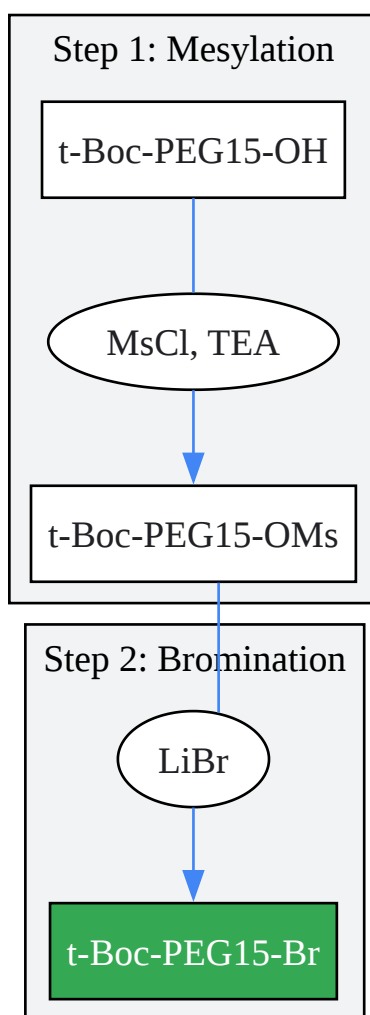 Step 1: Mesylation
t-Boc-PEG15-OH
MsCl, TEA
t-Boc-PEG15-OMs
Step 2: Bromination
LiBr
t-Boc-PEG15-Br